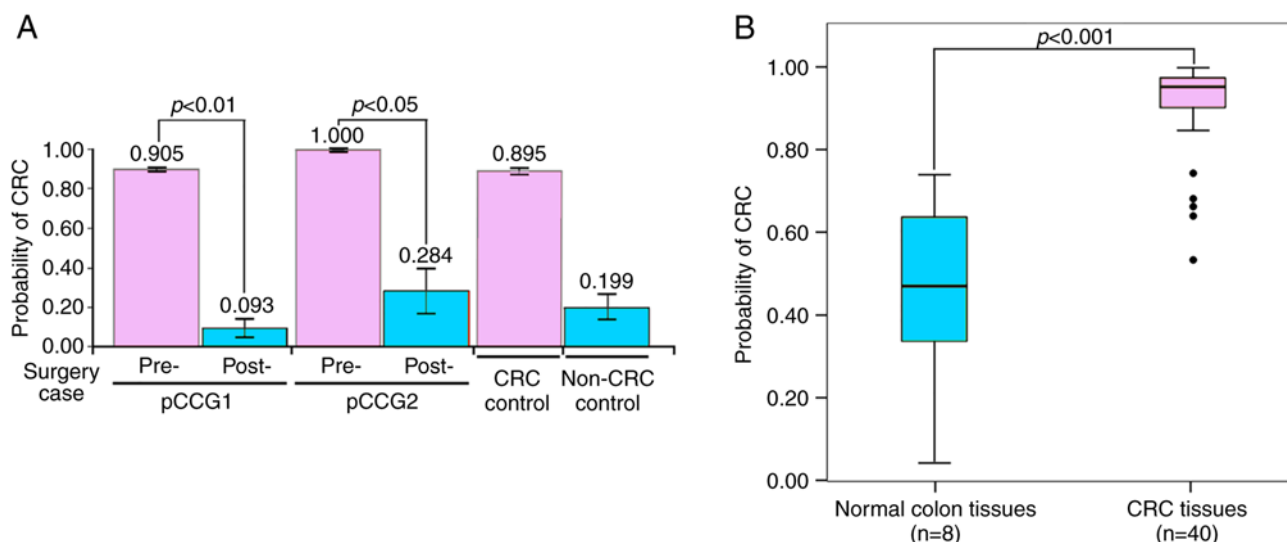 A
Probability of CRC
1.00
0.80
0.60
0.40
0.20
0.00
p<0.01
p<0.05
0.905
0.093
1.000
0.284
0.895
0.199
Surgery case
Pre-
Post-
Pre-
Post-
CRC control
Non-CRC control
pCCG1
pCCG2
B
Probability of CRC
1.00
0.80
0.60
0.40
0.20
0.00
p<0.001
Normal colon tissues
(n=8)
CRC tissues
(n=40)